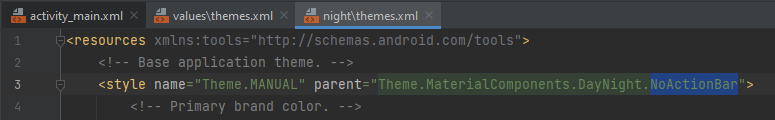 activity_main.xml values\themes.xml night\themes.xml
1 <resources xmlns:tools="http://schemas.android.com/tools">
2 <!-- Base application theme. -->
3 <style name="Theme.MANUAL" parent="Theme.MaterialComponents.DayNight.NoActionBar">
4 <!-- Primary brand color. -->